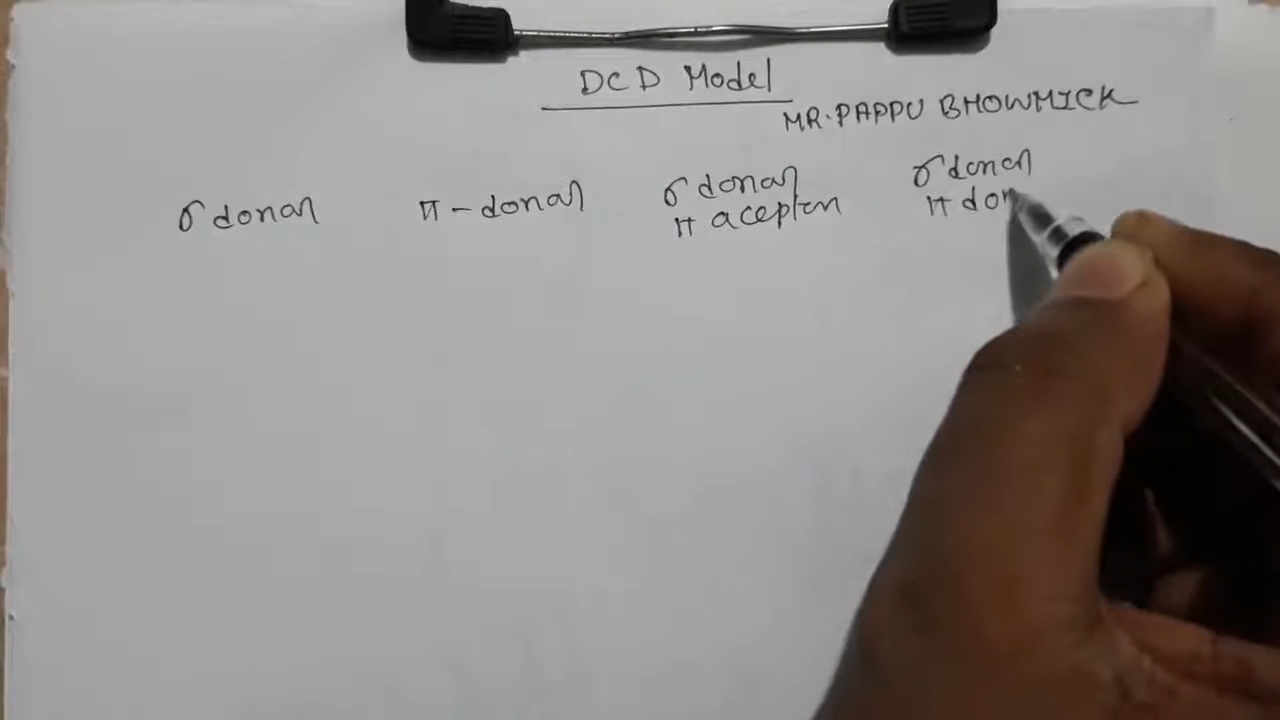 DCD Model
MR. PAPPU BHOWMICK
σ donar
π - donar
σ donar
π acepter
σ donar
π don